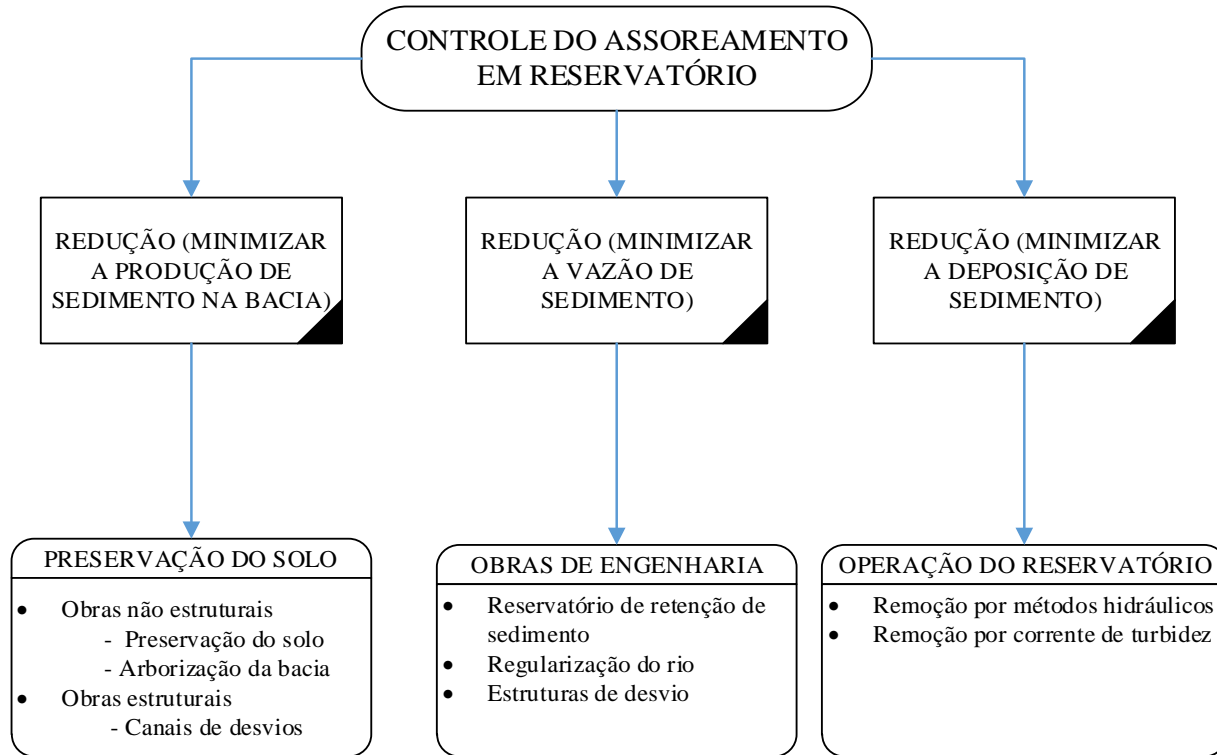 CONTROLE DO ASSOREAMENTO
EM RESERVATÓRIO
REDUÇÃO (MINIMIZAR
A PRODUÇÃO DE
SEDIMENTO NA BACIA)
REDUÇÃO (MINIMIZAR
A VAZÃO DE
SEDIMENTO)
REDUÇÃO (MINIMIZAR
A DEPOSIÇÃO DE
SEDIMENTO)
PRESERVAÇÃO DO SOLO
• Obras não estruturais
- Preservação do solo
- Arborização da bacia
• Obras estruturais
- Canais de desvios
OBRAS DE ENGENHARIA
• Reservatório de retenção de
sedimento
• Regularização do rio
• Estruturas de desvio
OPERAÇÃO DO RESERVATÓRIO
• Remoção por métodos hidráulicos
• Remoção por corrente de turbidez